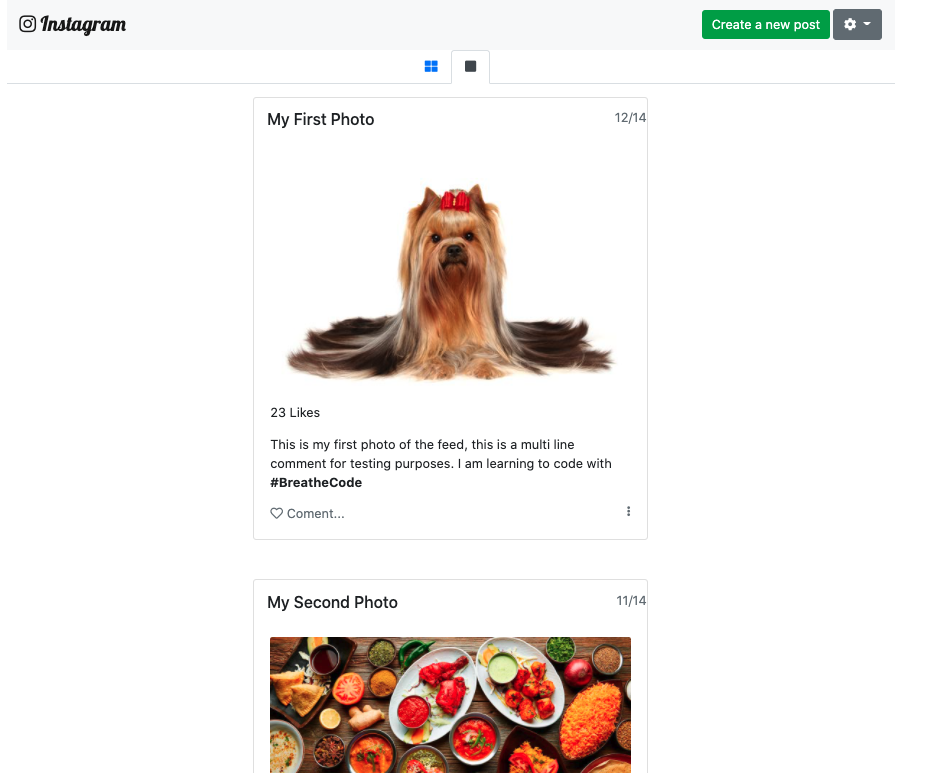 Instagram
Create a new post
My First Photo
12/14
23 Likes
This is my first photo of the feed, this is a multi line
comment for testing purposes. I am learning to code with
#BreatheCode
Coment...
My Second Photo
11/14